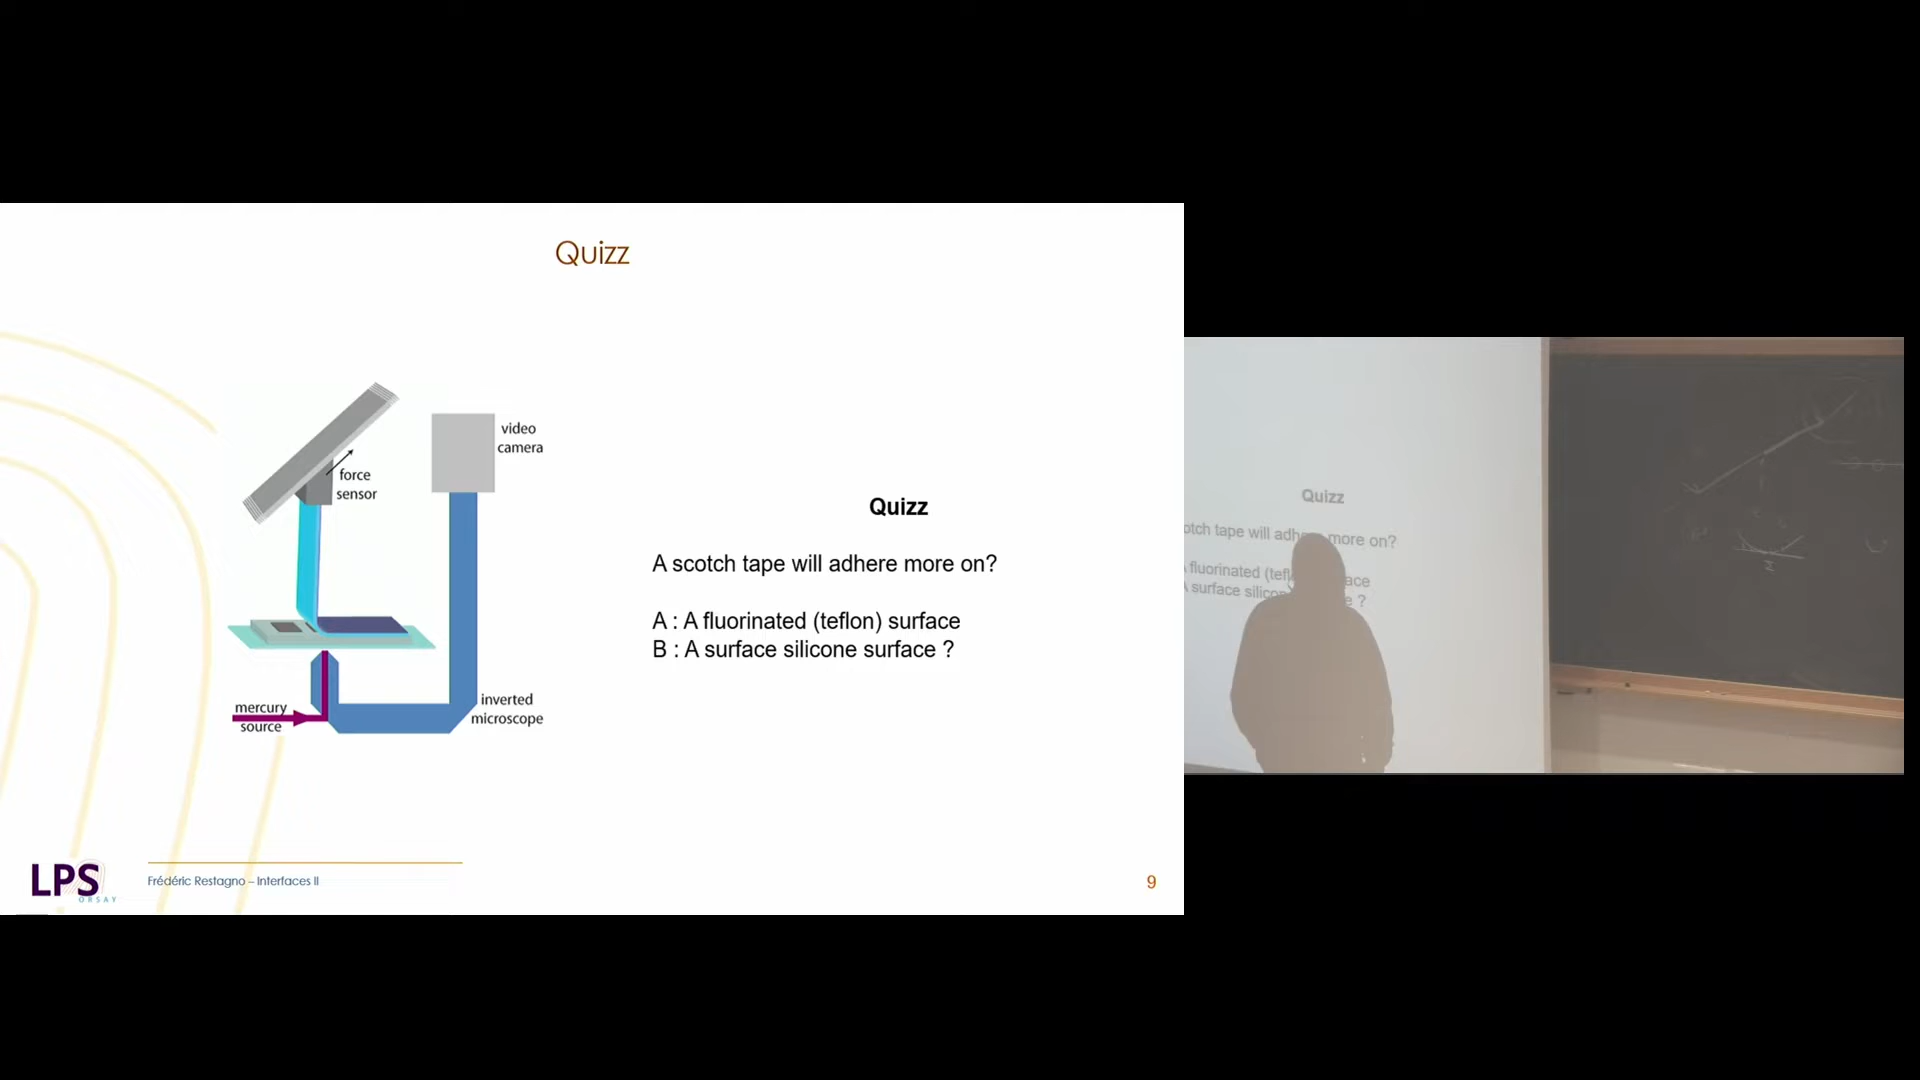 Quizz
video
camera
force
sensor
mercury
source
inverted
microscope
Quizz
A scotch tape will adhere more on?
A : A fluorinated (teflon) surface
B : A surface silicone surface ?
LPS
ORSAY
Frédéric Restagno – Interfaces II
9
Quizz
otch tape will adhe more on?
fluorinated (tefl ace
A surface silicon e ?